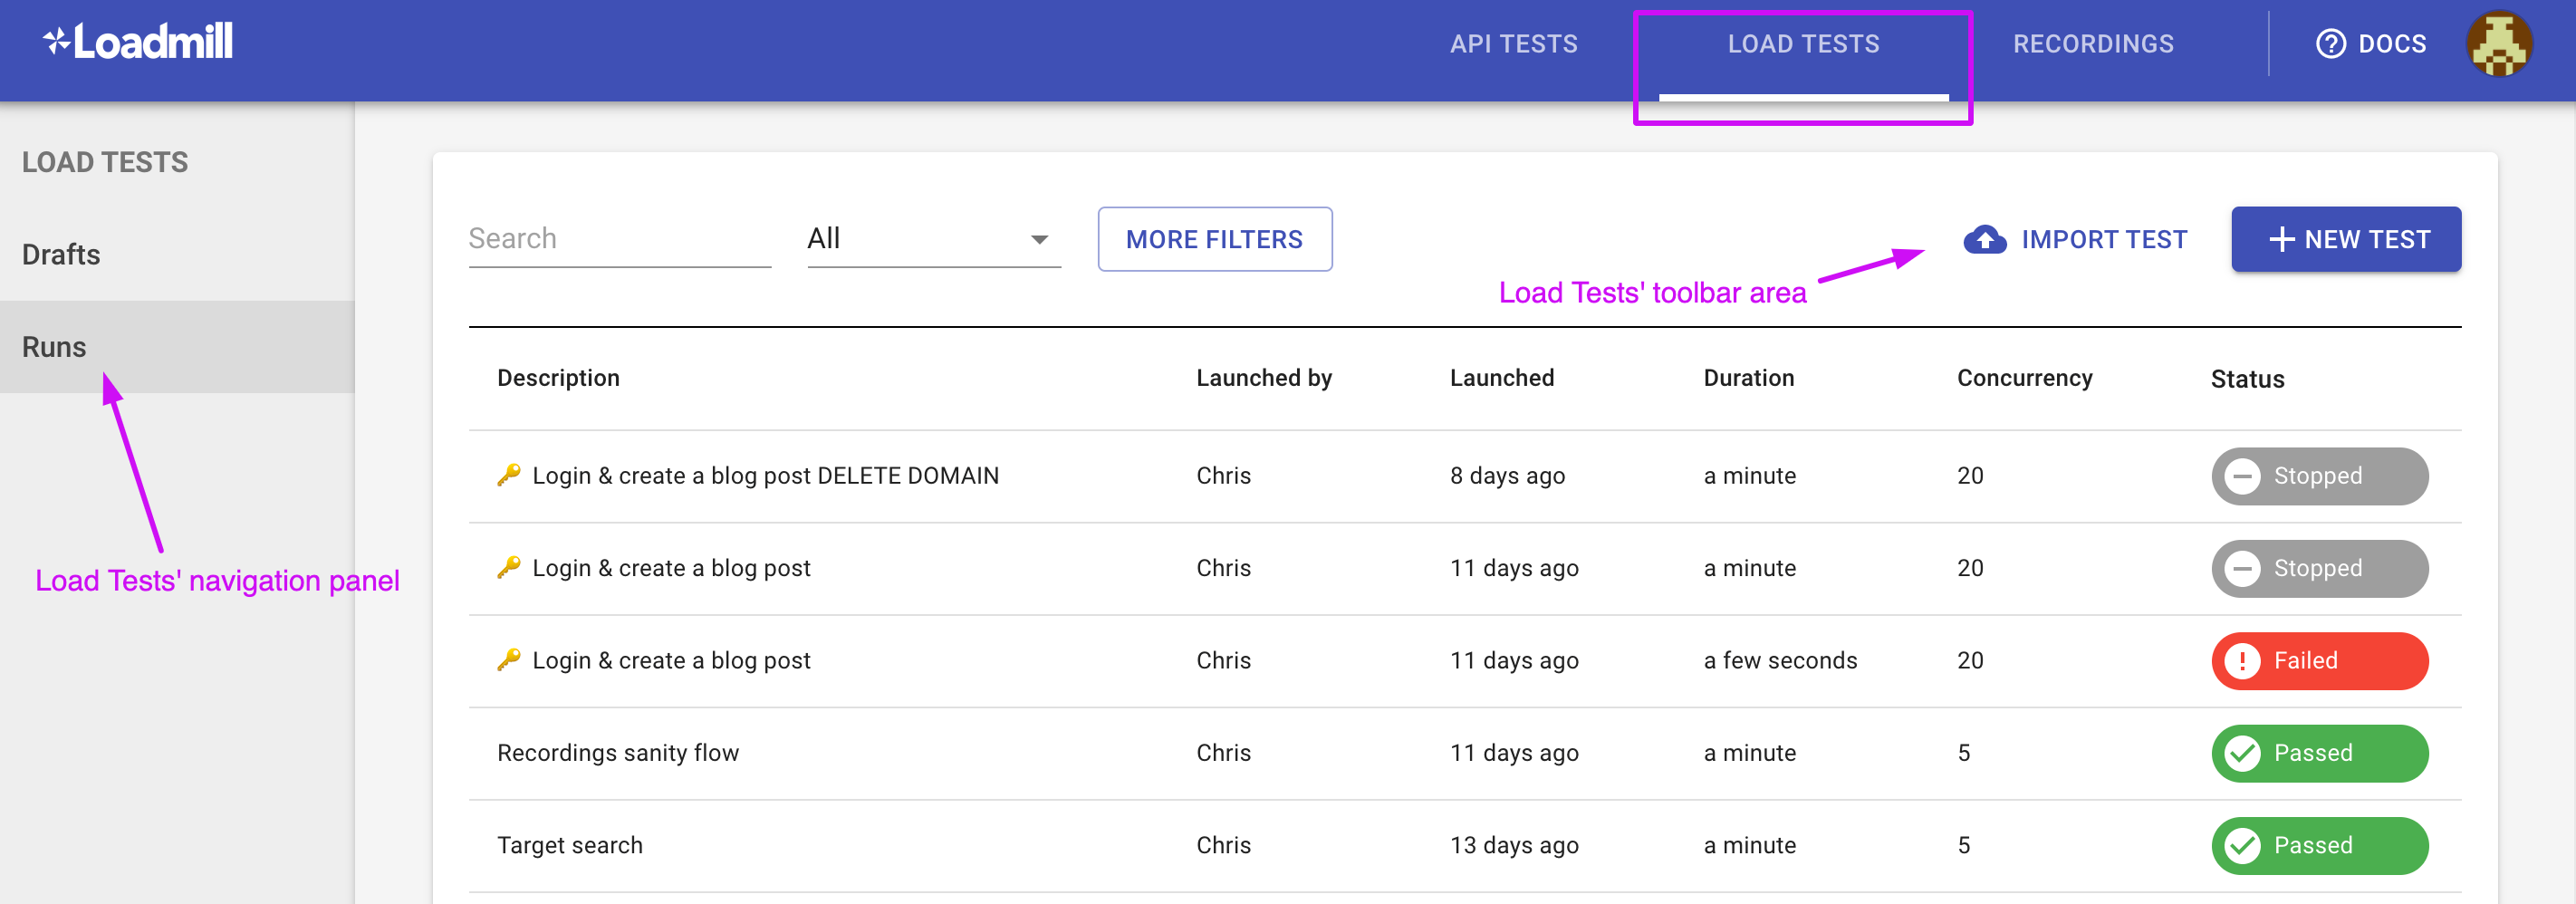 Loadmill
API TESTS LOAD TESTS RECORDINGS DOCS
LOAD TESTS
Drafts
Runs
Load Tests' navigation panel
Search All MORE FILTERS IMPORT TEST + NEW TEST
Load Tests' toolbar area
Description Launched by Launched Duration Concurrency Status
Login & create a blog post DELETE DOMAIN Chris 8 days ago a minute 20 Stopped
Login & create a blog post Chris 11 days ago a minute 20 Stopped
Login & create a blog post Chris 11 days ago a few seconds 20 Failed
Recordings sanity flow Chris 11 days ago a minute 5 Passed
Target search Chris 13 days ago a minute 5 Passed